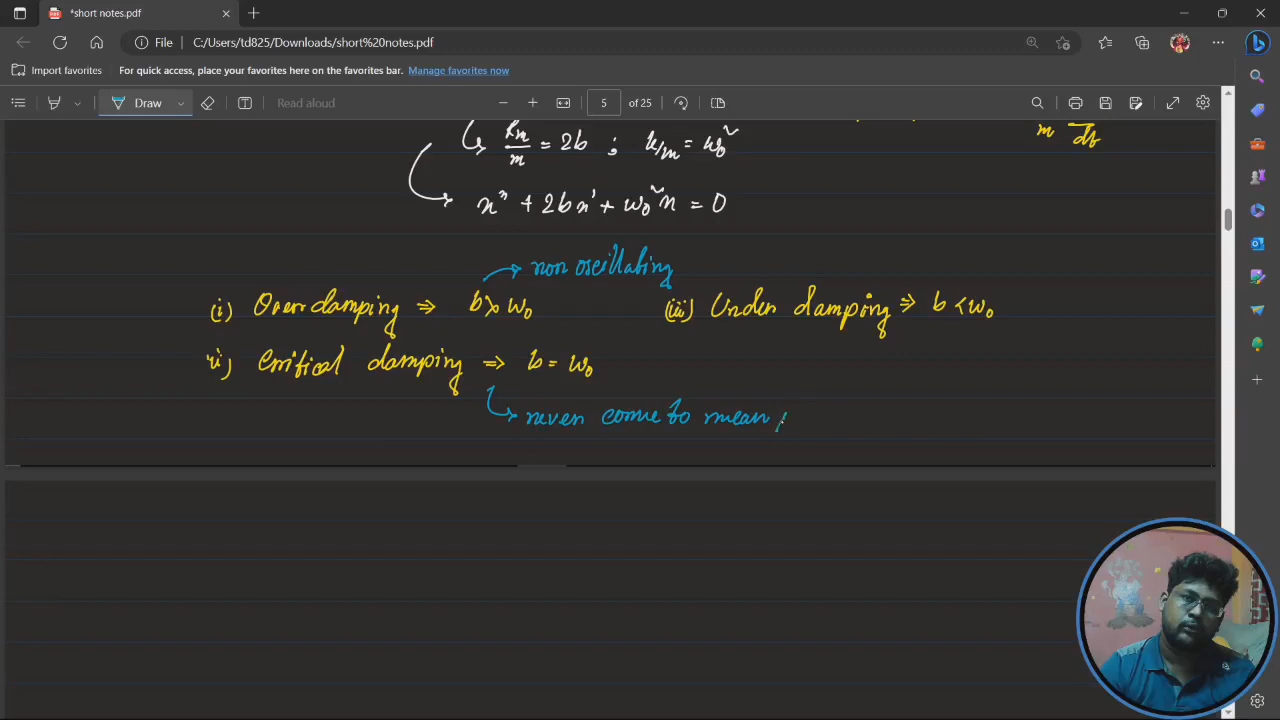 *short notes.pdf
File C:/Users/td825/Downloads/short%20notes.pdf
Import favorites For quick access, place your favorites here on the favorites bar. Manage favorites now
Draw Read aloud 5 of 25
m = 2b ; k/m = ω₀²
m db
x'' + 2bx' + ω₀²x = 0
non oscillating
(i) Over damping ⇒ b > ω₀ (iii) Under damping ⇒ b < ω₀
ii) Critical damping ⇒ b = ω₀
never come to mean